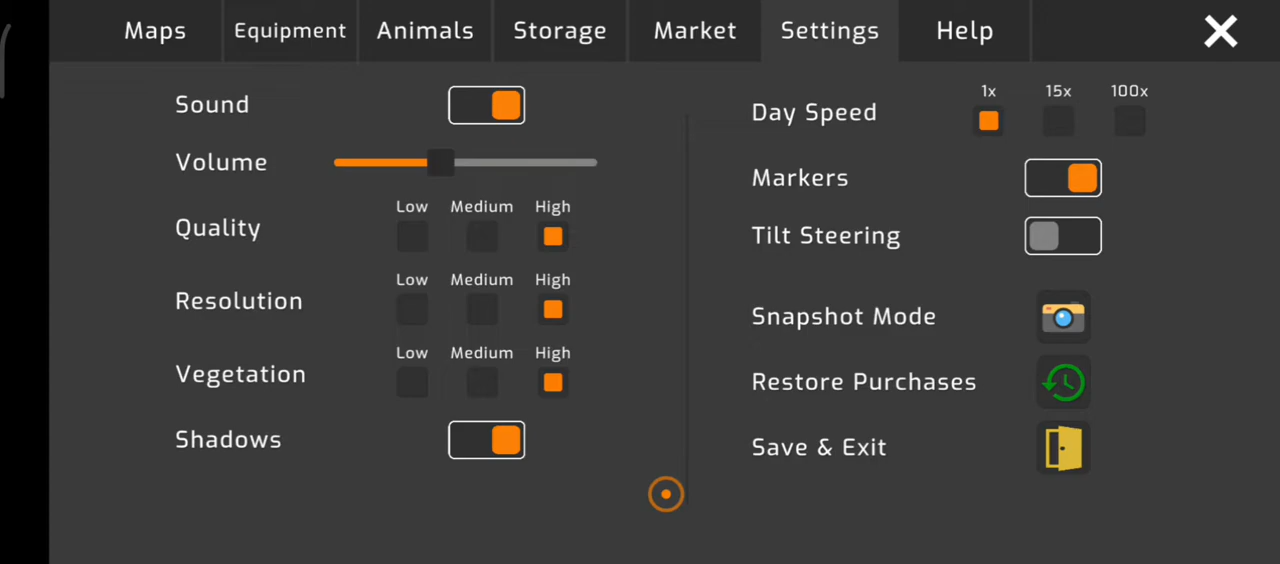 Maps Equipment Animals Storage Market Settings Help
Sound
Volume
Quality Low Medium High
Resolution Low Medium High
Vegetation Low Medium High
Shadows
Day Speed 1x 15x 100x
Markers
Tilt Steering
Snapshot Mode
Restore Purchases
Save & Exit